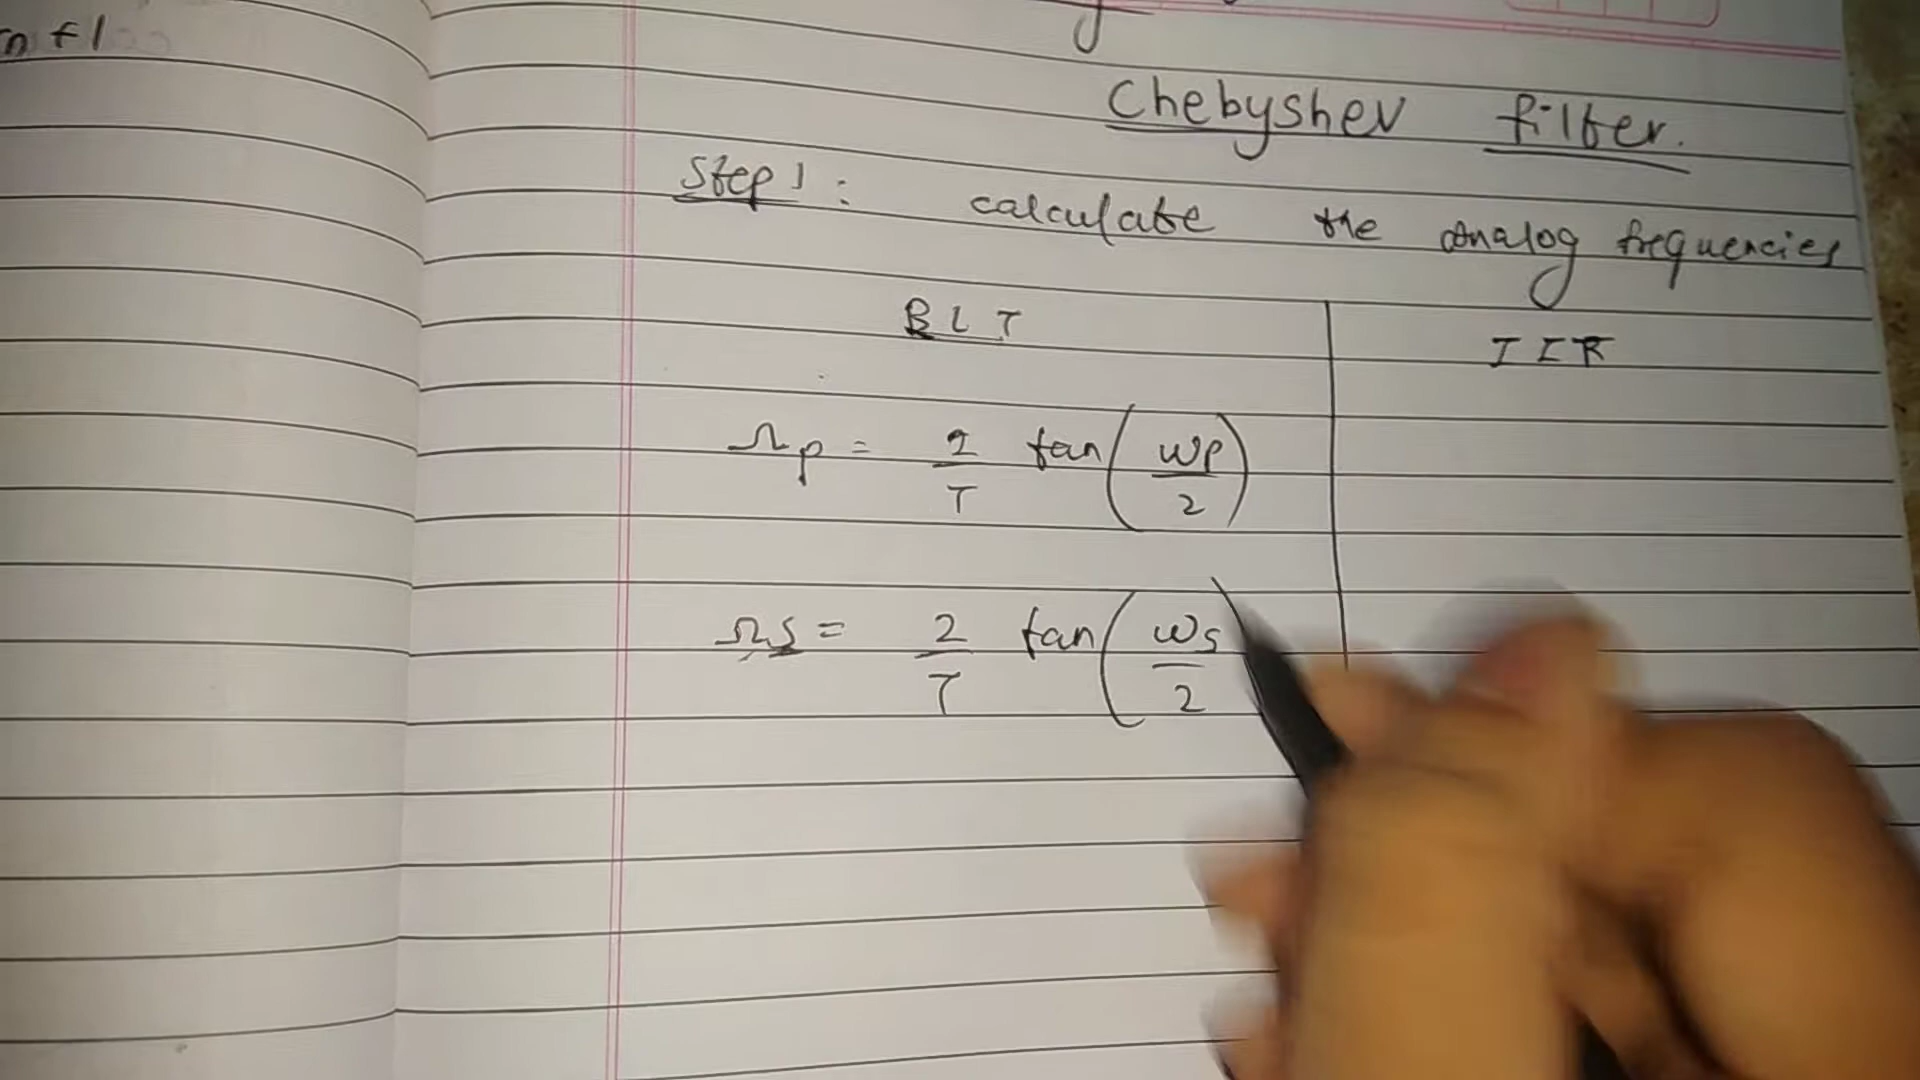 n +1
Chebyshev filter.
Step 1 : calculate the analog frequencies
BLT
IIR
Ωp = 2/T tan(ωp/2)
Ωs = 2/T tan(ωs/2)